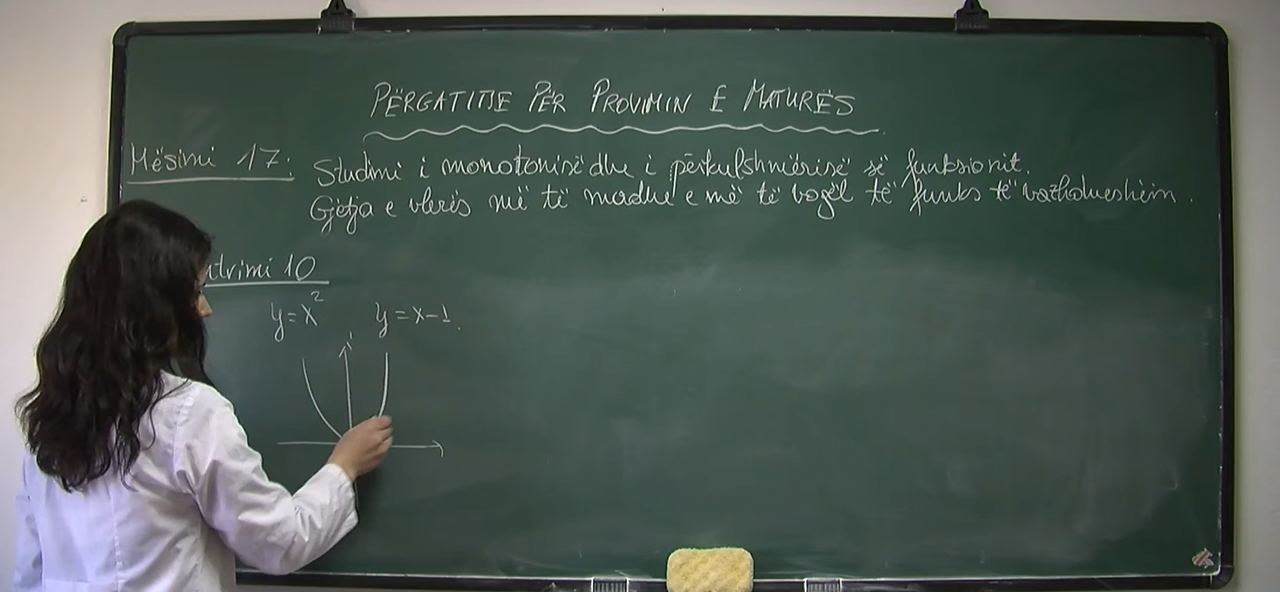 PËRGATITJE PËR PROVIMIN E MATURËS
Mësimi 17: Studimi i monotonisë dhe i përkulshmërisë së funksionit.
Gjetja e vlerës më të madhe e më të vogël të funks të vazhdueshëm.
utrimi 10
y = x² y = x-1.